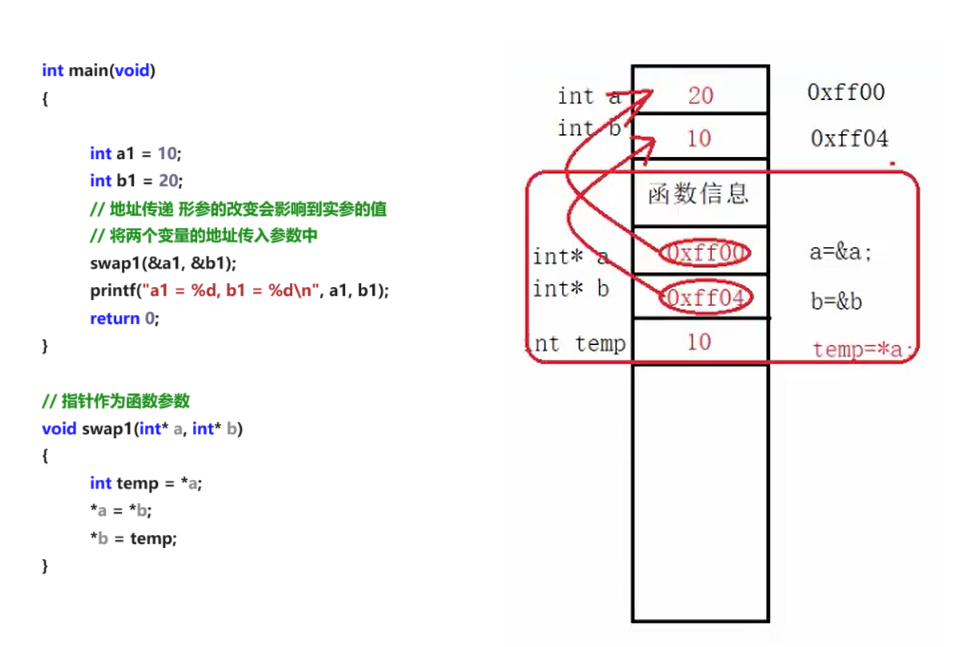 int main(void)
{
int a1 = 10;
int b1 = 20;
// 地址传递 形参的改变会影响到实参的值
// 将两个变量的地址传入参数中
swap1(&a1, &b1);
printf("a1 = %d, b1 = %d\n", a1, b1);
return 0;
}
// 指针作为函数参数
void swap1(int* a, int* b)
{
int temp = *a;
*a = *b;
*b = temp;
}
int a 20 0xff00
int b 10 0xff04
函数信息
int* a 0xff00 a=&a;
int* b 0xff04 b=&b
int temp 10 temp=*a;